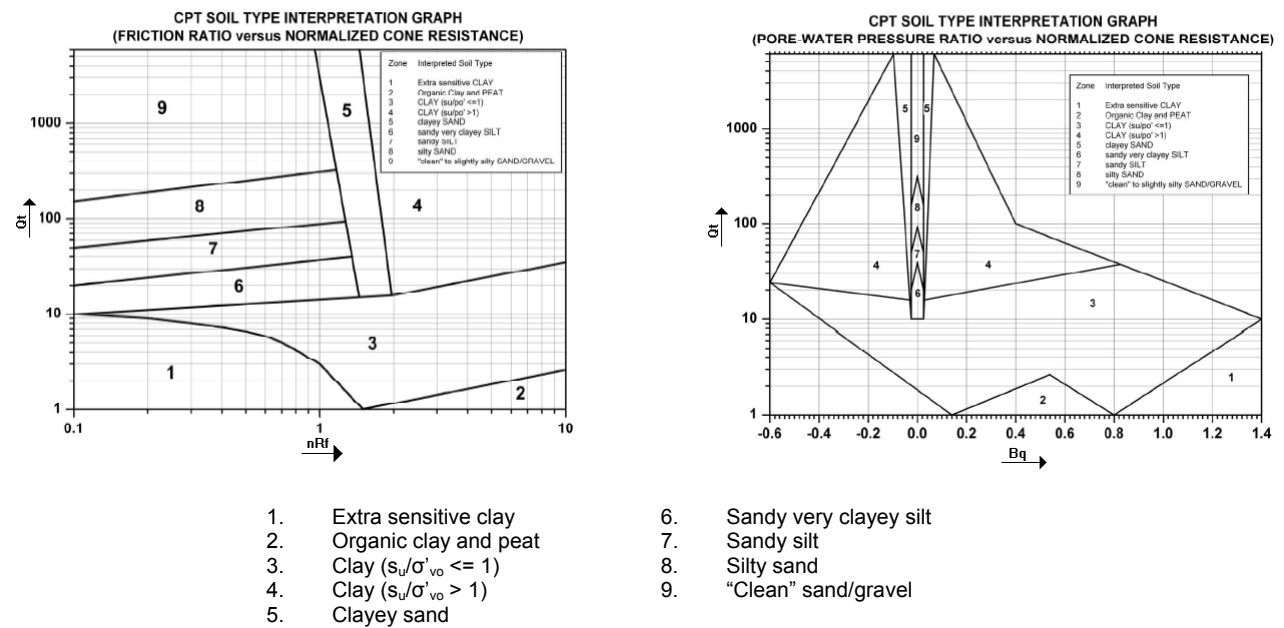 CPT SOIL TYPE INTERPRETATION GRAPH
(FRICTION RATIO versus NORMALIZED CONE RESISTANCE)
Zone Interpreted Soil Type
1 Extra sensitive CLAY
2 Organic Clay and PEAT
3 CLAY (su/po' <=1)
4 CLAY (su/po' >1)
5 clayey SAND
6 sandy very clayey SILT
7 sandy SILT
8 silty SAND
9 "clean" to slightly silty SAND/GRAVEL
9
5
1000
8
4
Qt
100
7
6
10
3
1
2
1
0.1 1 10
nRf
CPT SOIL TYPE INTERPRETATION GRAPH
(PORE-WATER PRESSURE RATIO versus NORMALIZED CONE RESISTANCE)
Zone Interpreted Soil Type
1 Extra sensitive CLAY
2 Organic Clay and PEAT
3 CLAY (su/po' <=1)
4 CLAY (su/po' >1)
5 clayey SAND
6 sandy very clayey SILT
7 sandy SILT
8 silty SAND
9 "clean" to slightly silty SAND/GRAVEL
5 5
1000
9
8
Qt
100
7
4 4
6
3
10
1
2
1
-0.6 -0.4 -0.2 0.0 0.2 0.4 0.6 0.8 1.0 1.2 1.4
Bq
1. Extra sensitive clay
2. Organic clay and peat
3. Clay (su/σ'vo <= 1)
4. Clay (su/σ'vo > 1)
5. Clayey sand
6. Sandy very clayey silt
7. Sandy silt
8. Silty sand
9. “Clean” sand/gravel